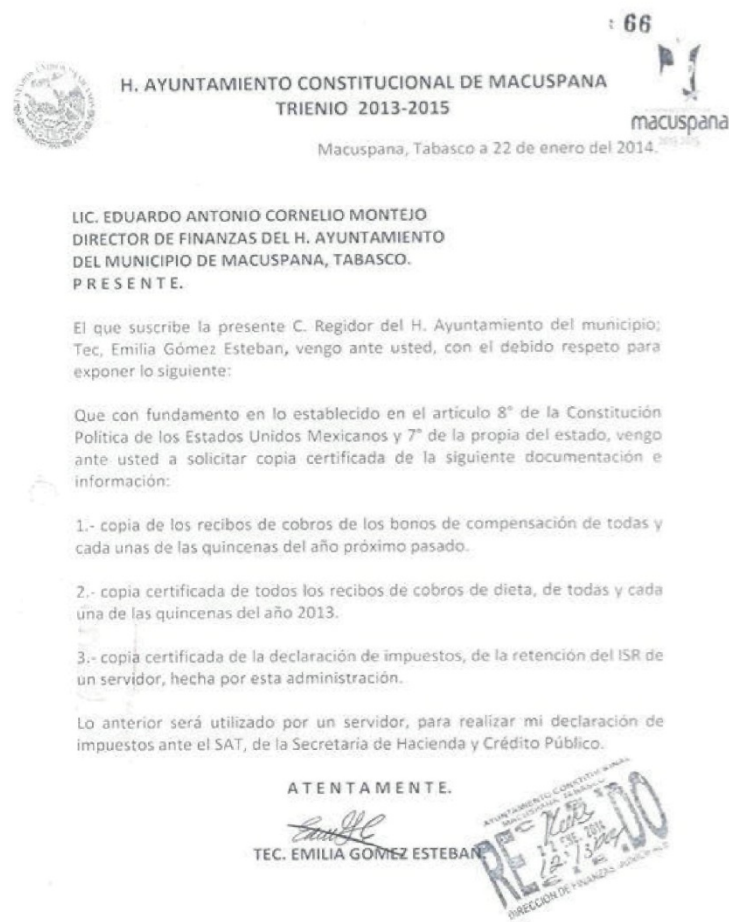 : 66
H. AYUNTAMIENTO CONSTITUCIONAL DE MACUSPANA
TRIENIO 2013-2015
macuspana
Macuspana, Tabasco a 22 de enero del 2014.
LIC. EDUARDO ANTONIO CORNELIO MONTEJO
DIRECTOR DE FINANZAS DEL H. AYUNTAMIENTO
DEL MUNICIPIO DE MACUSPANA, TABASCO.
P R E S E N T E.
El que suscribe la presente C. Regidor del H. Ayuntamiento del municipio;
Tec, Emilia Gómez Esteban, vengo ante usted, con el debido respeto para
exponer lo siguiente:
Que con fundamento en lo establecido en el artículo 8° de la Constitución
Política de los Estados Unidos Mexicanos y 7° de la propia del estado, vengo
ante usted a solicitar copia certificada de la siguiente documentación e
información:
1.- copia de los recibos de cobros de los bonos de compensación de todas y
cada unas de las quincenas del año próximo pasado.
2.- copia certificada de todos los recibos de cobros de dieta, de todas y cada
una de las quincenas del año 2013.
3.- copia certificada de la declaración de impuestos, de la retención del ISR de
un servidor, hecha por esta administración.
Lo anterior será utilizado por un servidor, para realizar mi declaración de
impuestos ante el SAT, de la Secretaría de Hacienda y Crédito Público.
A T E N T A M E N T E.
TEC. EMILIA GOMEZ ESTEBAN.
AYUNTAMIENTO CONSTITUCIONAL
MACUSPANA, TABASCO
DIRECCIÓN DE FINANZAS